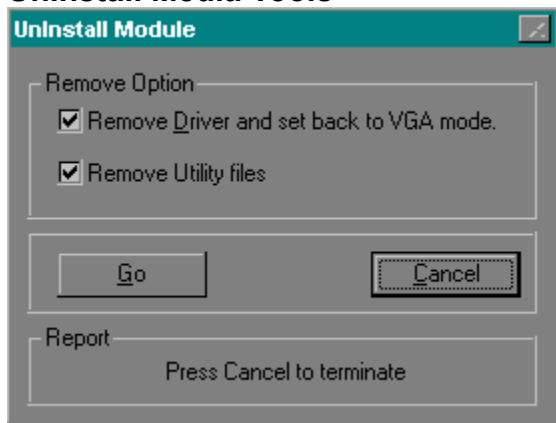 UnInstall Module
Remove Option
Remove Driver and set back to VGA mode.
Remove Utility files
Go
Cancel
Report
Press Cancel to terminate